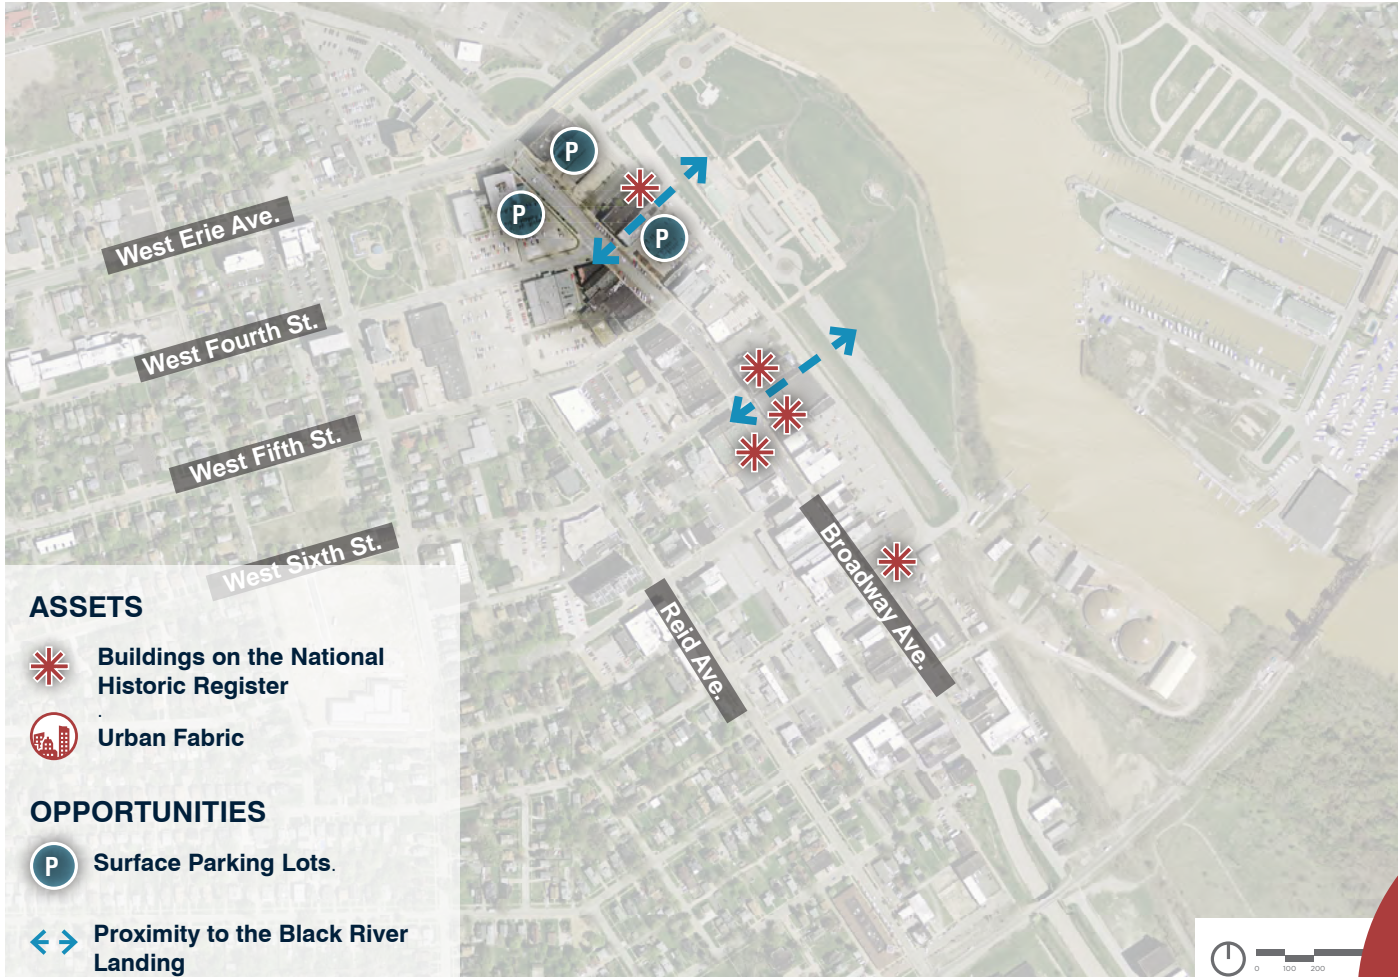 P
P
P
West Erie Ave.
West Fourth St.
West Fifth St.
West Sixth St.
Broadway Ave.
Reid Ave.
ASSETS
Buildings on the National
Historic Register
.
Urban Fabric
OPPORTUNITIES
P
Surface Parking Lots.
Proximity to the Black River
Landing
0 100 200